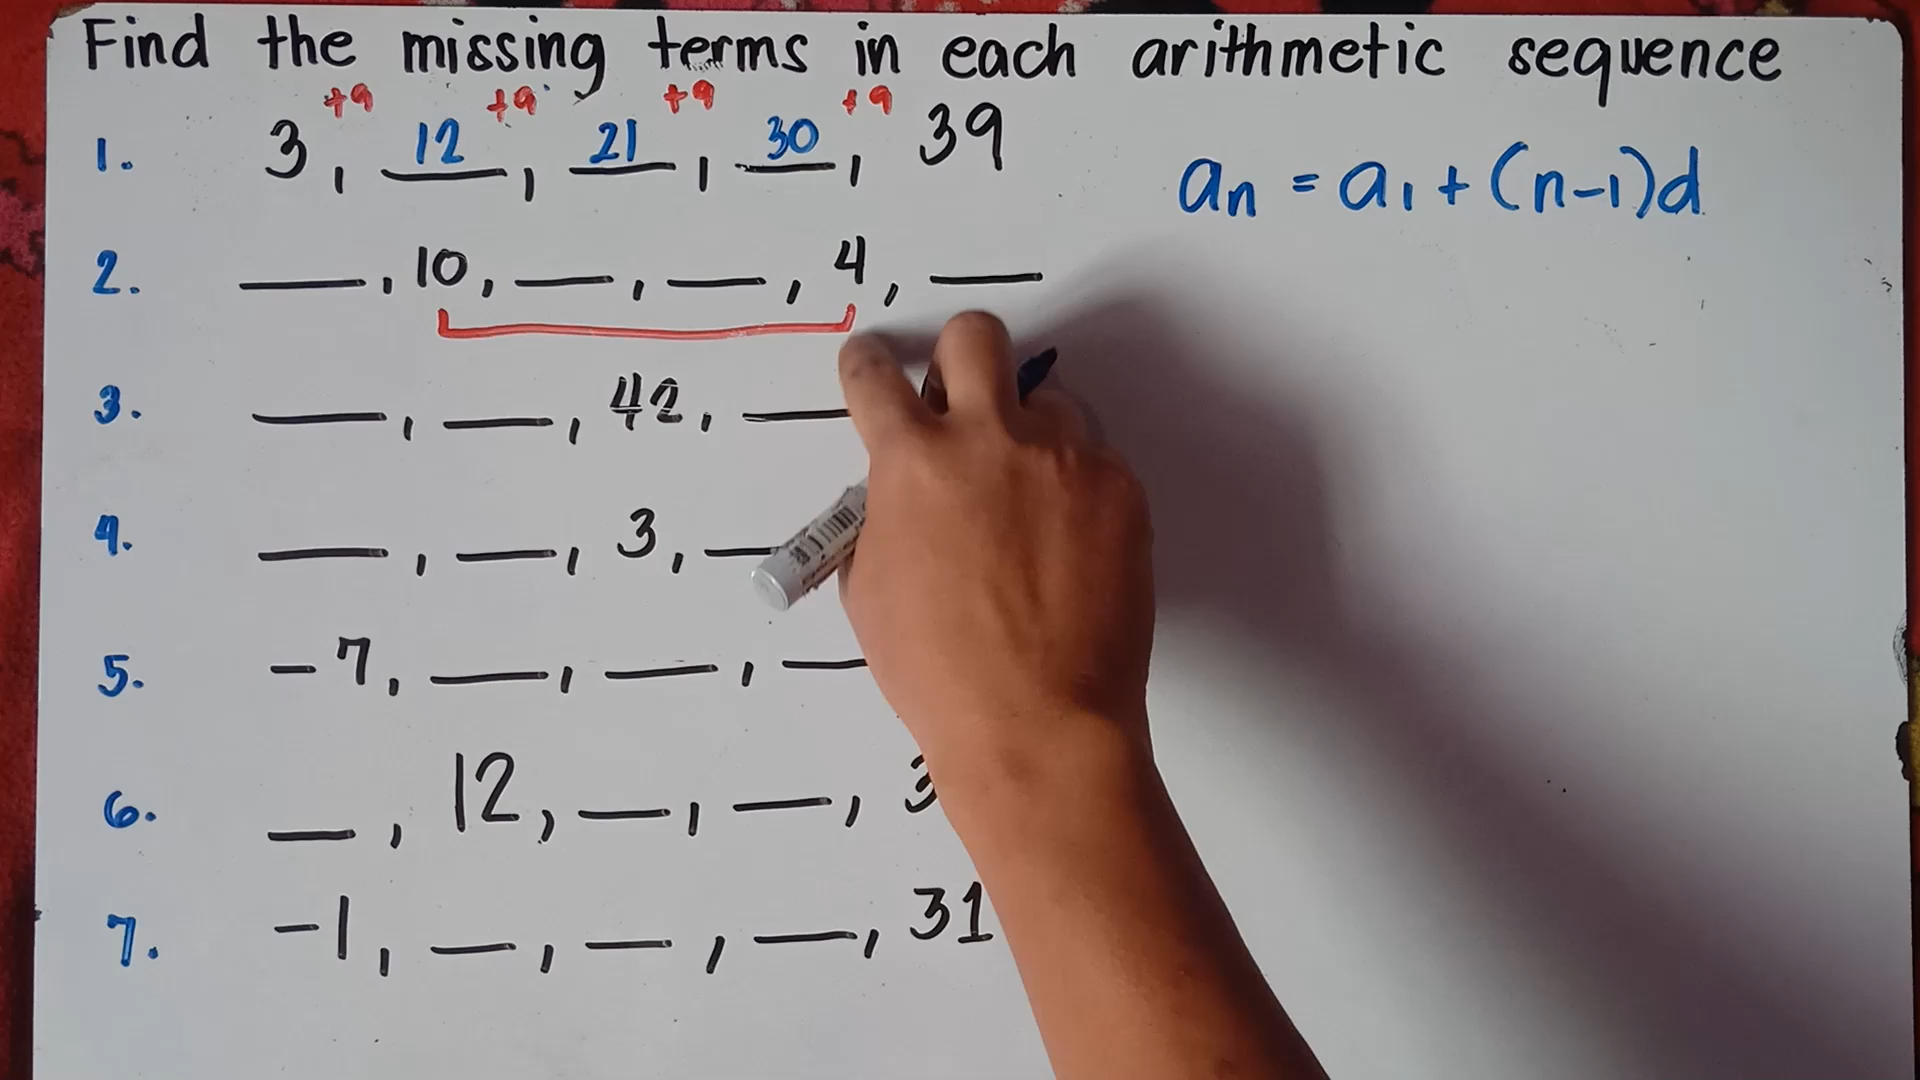 Find the missing terms in each arithmetic sequence
+9 +9 +9 +9
1. 3, 12, 21, 30, 39
an = a1 + (n-1)d
2. ___, 10, ___, ___, 4, ___
3. ___, ___, 42, ___
4. ___, ___, 3, ___
5. -7, ___, ___, ___
6. ___, 12, ___, ___, 3
7. -1, ___, ___, ___, 31